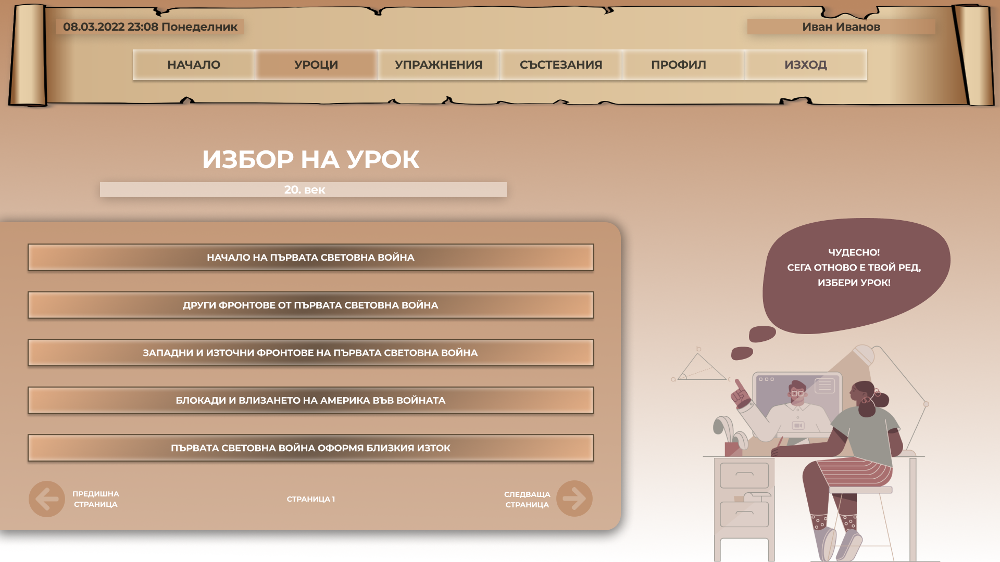 08.03.2022 23:08 Понеделник
Иван Иванов
НАЧАЛО
УРОЦИ
УПРАЖНЕНИЯ
СЪСТЕЗАНИЯ
ПРОФИЛ
ИЗХОД
ИЗБОР НА УРОК
20. век
НАЧАЛО НА ПЪРВАТА СВЕТОВНА ВОЙНА
ДРУГИ ФРОНТОВЕ ОТ ПЪРВАТА СВЕТОВНА ВОЙНА
ЗАПАДНИ И ИЗТОЧНИ ФРОНТОВЕ НА ПЪРВАТА СВЕТОВНА ВОЙНА
БЛОКАДИ И ВЛИЗАНЕТО НА АМЕРИКА ВЪВ ВОЙНАТА
ПЪРВАТА СВЕТОВНА ВОЙНА ОФОРМЯ БЛИЗКИЯ ИЗТОК
ПРЕДИШНА
СТРАНИЦА
СТРАНИЦА 1
СЛЕДВАЩА
СТРАНИЦА
ЧУДЕСНО!
СЕГА ОТНОВО Е ТВОЙ РЕД,
ИЗБЕРИ УРОК!
b
a
c